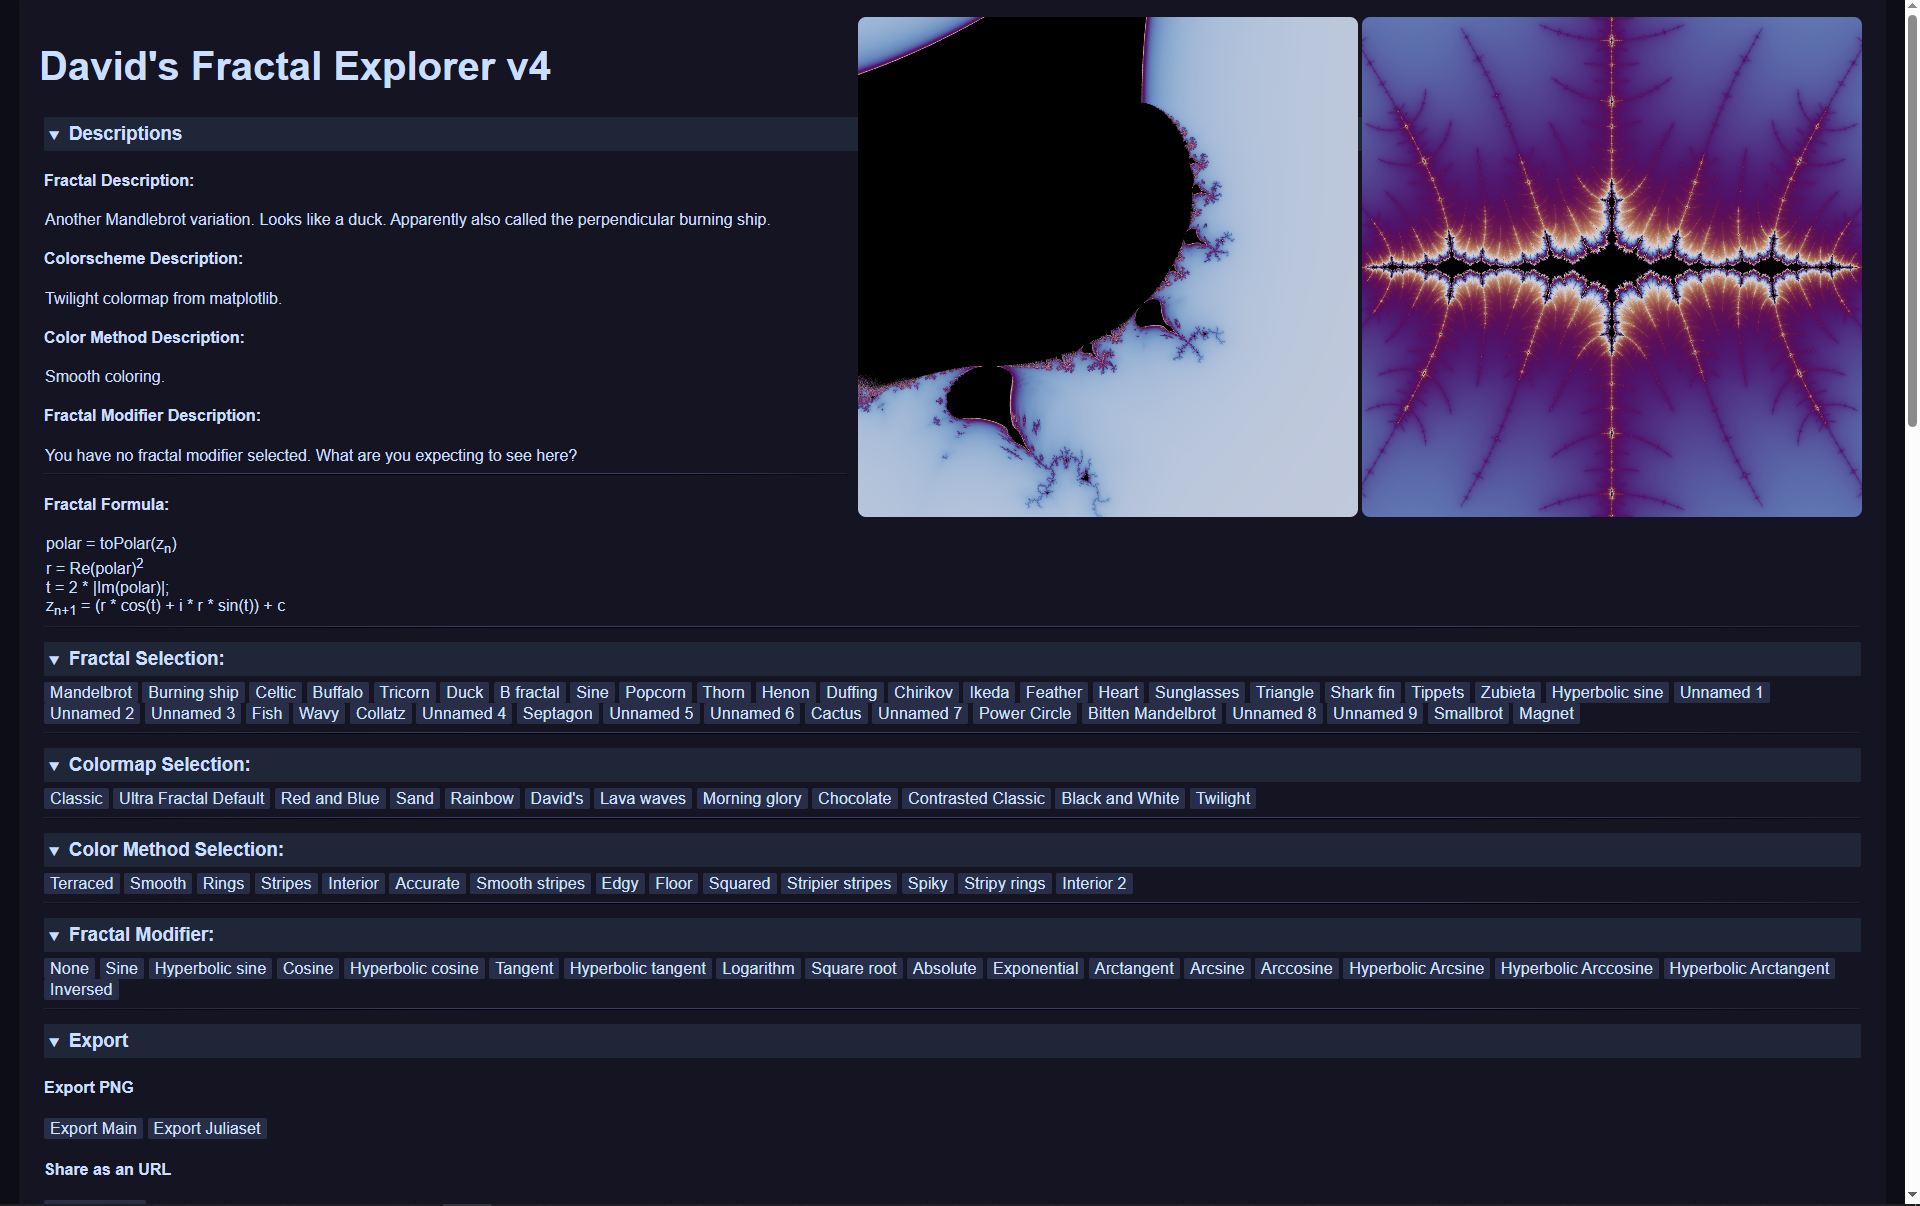 David's Fractal Explorer v4
▼ Descriptions
Fractal Description:
Another Mandlebrot variation. Looks like a duck. Apparently also called the perpendicular burning ship.
Colorscheme Description:
Twilight colormap from matplotlib.
Color Method Description:
Smooth coloring.
Fractal Modifier Description:
You have no fractal modifier selected. What are you expecting to see here?
Fractal Formula:
polar = toPolar(zn)
r = Re(polar)2
t = 2 * |Im(polar)|;
zn+1 = (r * cos(t) + i * r * sin(t)) + c
▼ Fractal Selection:
Mandelbrot Burning ship Celtic Buffalo Tricorn Duck B fractal Sine Popcorn Thorn Henon Duffing Chirikov Ikeda Feather Heart Sunglasses Triangle Shark fin Tippets Zubieta Hyperbolic sine Unnamed 1
Unnamed 2 Unnamed 3 Fish Wavy Collatz Unnamed 4 Septagon Unnamed 5 Unnamed 6 Cactus Unnamed 7 Power Circle Bitten Mandelbrot Unnamed 8 Unnamed 9 Smallbrot Magnet
▼ Colormap Selection:
Classic Ultra Fractal Default Red and Blue Sand Rainbow David's Lava waves Morning glory Chocolate Contrasted Classic Black and White Twilight
▼ Color Method Selection:
Terraced Smooth Rings Stripes Interior Accurate Smooth stripes Edgy Floor Squared Stripier stripes Spiky Stripy rings Interior 2
▼ Fractal Modifier:
None Sine Hyperbolic sine Cosine Hyperbolic cosine Tangent Hyperbolic tangent Logarithm Square root Absolute Exponential Arctangent Arcsine Arccosine Hyperbolic Arcsine Hyperbolic Arccosine Hyperbolic Arctangent
Inversed
▼ Export
Export PNG
Export Main Export Juliaset
Share as an URL